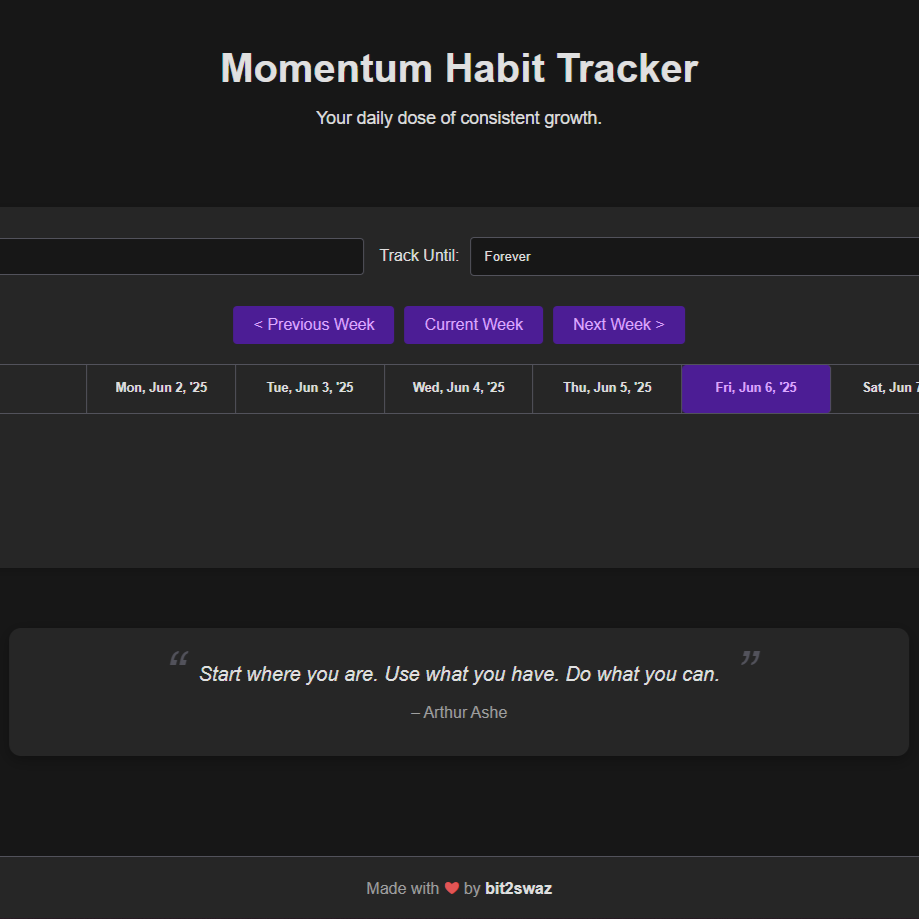 Momentum Habit Tracker
Your daily dose of consistent growth.
Track Until: Forever
< Previous Week Current Week Next Week >
Mon, Jun 2, '25 Tue, Jun 3, '25 Wed, Jun 4, '25 Thu, Jun 5, '25 Fri, Jun 6, '25 Sat, Jun 7
“ Start where you are. Use what you have. Do what you can. ”
– Arthur Ashe
Made with ❤️ by bit2swaz